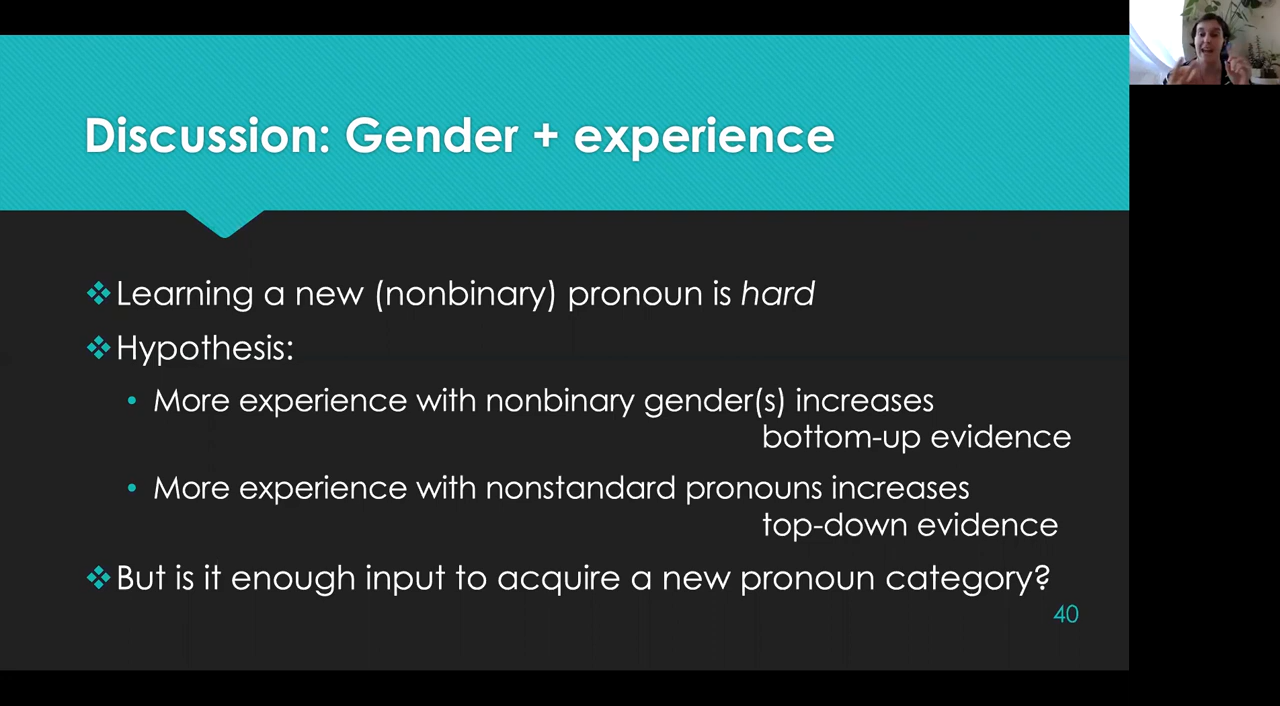 Discussion: Gender + experience
Learning a new (nonbinary) pronoun is hard
Hypothesis:
More experience with nonbinary gender(s) increases
bottom-up evidence
More experience with nonstandard pronouns increases
top-down evidence
But is it enough input to acquire a new pronoun category?
40